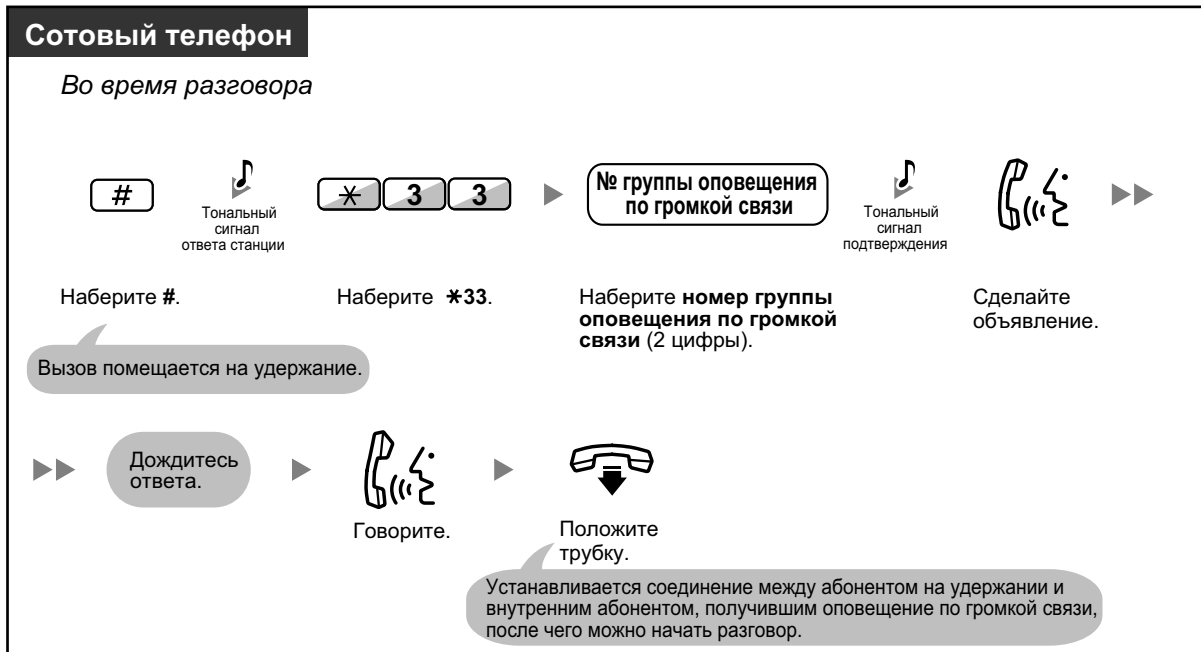 Сотовый телефон
Во время разговора
#
Тональный
сигнал
ответа станции
* 3 3
№ группы оповещения
по громкой связи
Тональный
сигнал
подтверждения
Наберите #.
Наберите *33.
Наберите номер группы
оповещения по громкой
связи (2 цифры).
Сделайте
объявление.
Вызов помещается на удержание.
Дождитесь
ответа.
Говорите.
Положите
трубку.
Устанавливается соединение между абонентом на удержании и
внутренним абонентом, получившим оповещение по громкой связи,
после чего можно начать разговор.